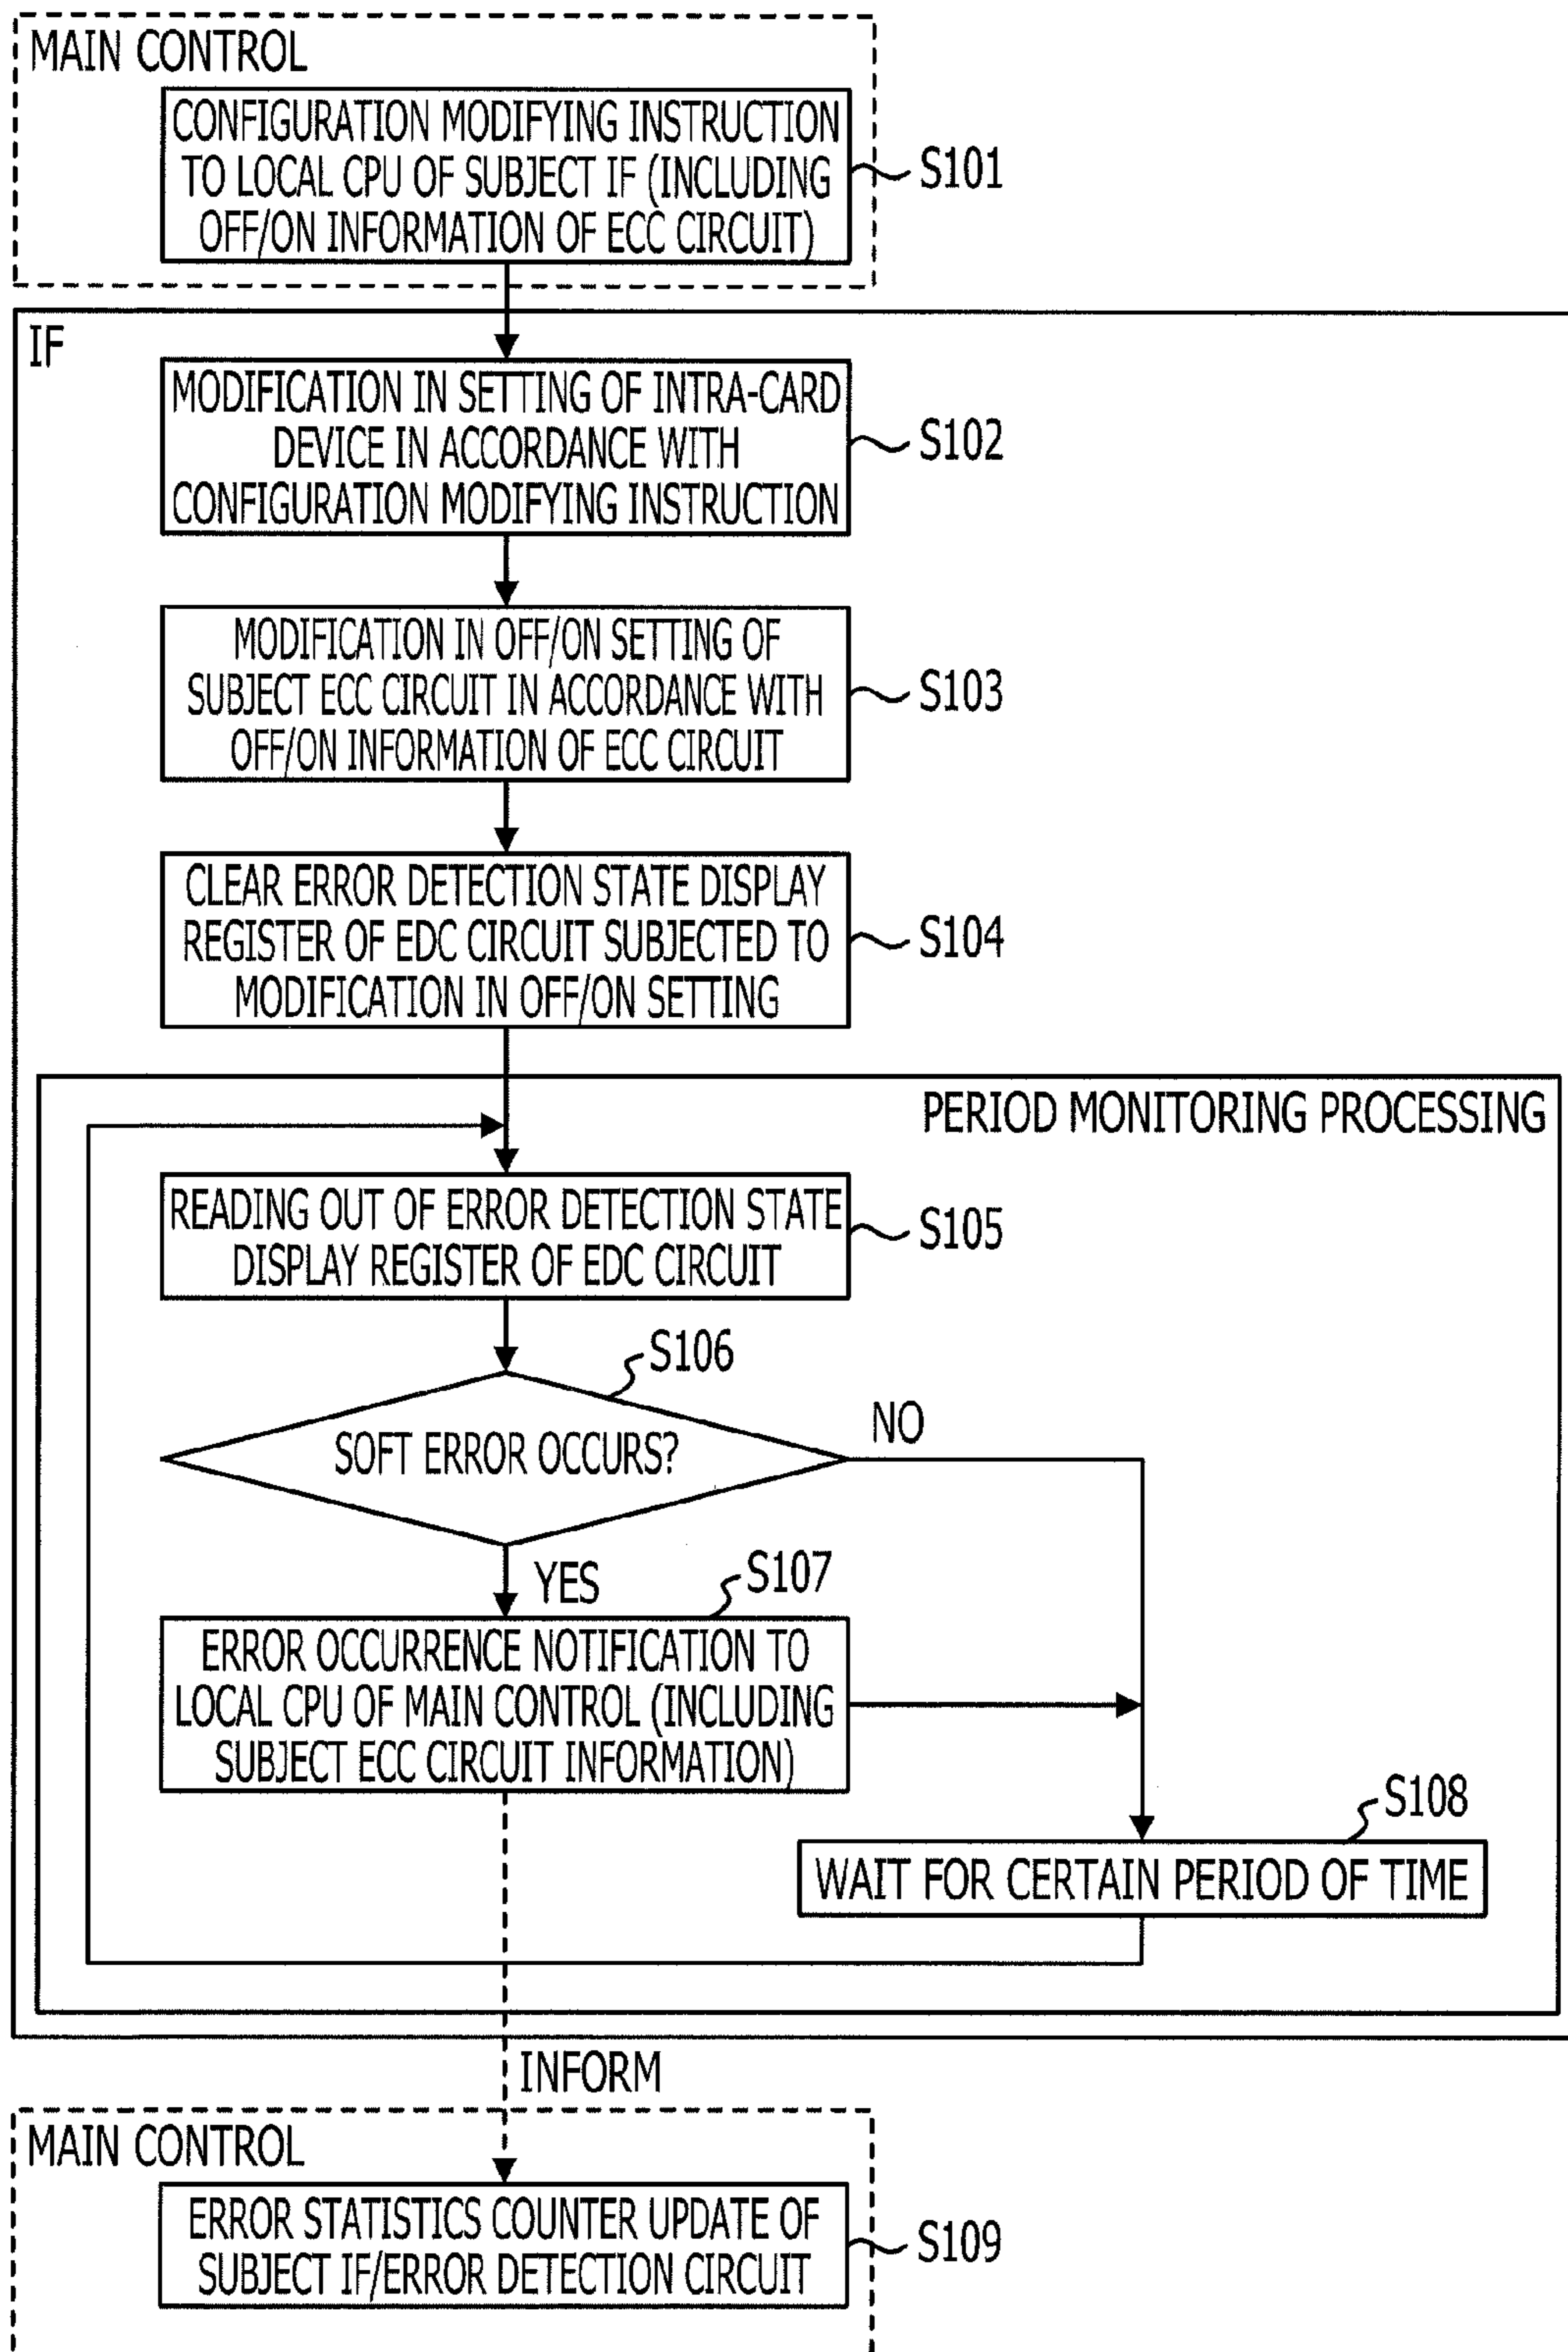 MAIN CONTROL
CONFIGURATION MODIFYING INSTRUCTION
TO LOCAL CPU OF SUBJECT IF (INCLUDING
OFF/ON INFORMATION OF ECC CIRCUIT)
S101
IF
MODIFICATION IN SETTING OF INTRA-CARD
DEVICE IN ACCORDANCE WITH
CONFIGURATION MODIFYING INSTRUCTION
S102
MODIFICATION IN OFF/ON SETTING OF
SUBJECT ECC CIRCUIT IN ACCORDANCE WITH
OFF/ON INFORMATION OF ECC CIRCUIT
S103
CLEAR ERROR DETECTION STATE DISPLAY
REGISTER OF EDC CIRCUIT SUBJECTED TO
MODIFICATION IN OFF/ON SETTING
S104
PERIOD MONITORING PROCESSING
READING OUT OF ERROR DETECTION STATE
DISPLAY REGISTER OF EDC CIRCUIT
S105
S106
SOFT ERROR OCCURS?
NO
YES
S107
ERROR OCCURRENCE NOTIFICATION TO
LOCAL CPU OF MAIN CONTROL (INCLUDING
SUBJECT ECC CIRCUIT INFORMATION)
S108
WAIT FOR CERTAIN PERIOD OF TIME
INFORM
MAIN CONTROL
ERROR STATISTICS COUNTER UPDATE OF
SUBJECT IF/ERROR DETECTION CIRCUIT
S109